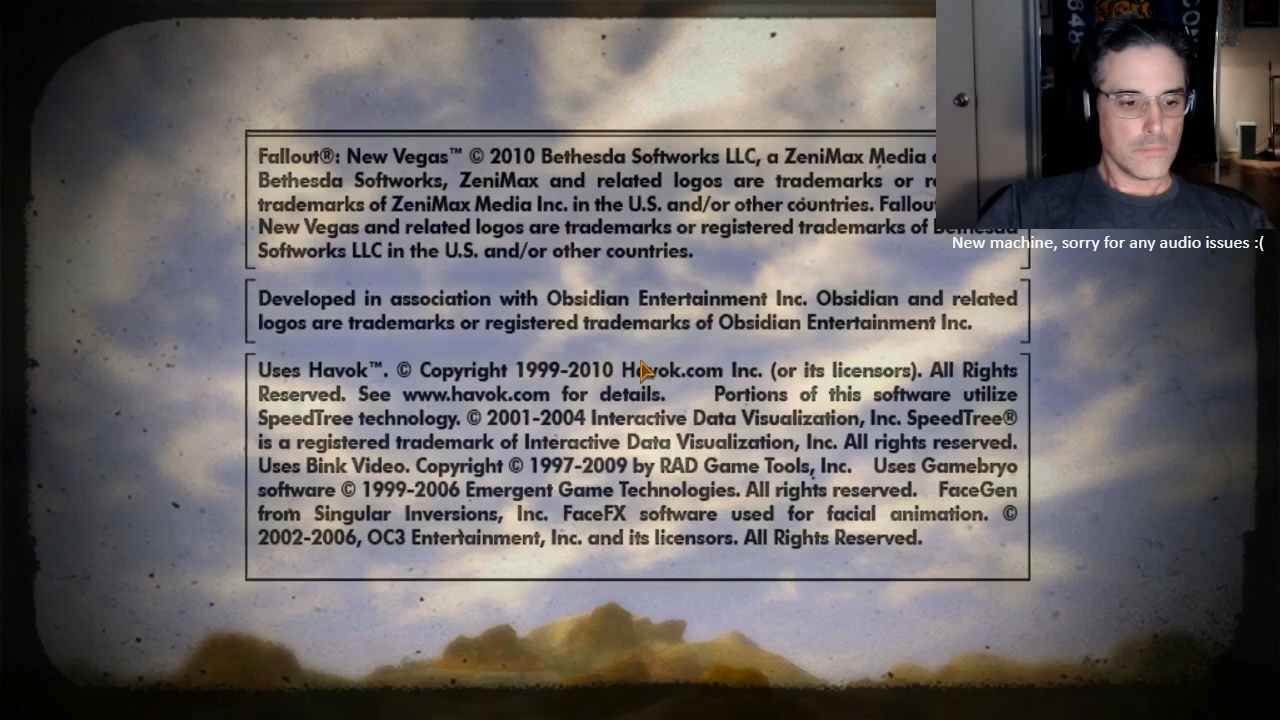 Fallout®: New Vegas™ © 2010 Bethesda Softworks LLC, a ZeniMax Media
Bethesda Softworks, ZeniMax and related logos are trademarks or
trademarks of ZeniMax Media Inc. in the U.S. and/or other countries. Fallout
New Vegas and related logos are trademarks or registered trademarks of Bethesda
Softworks LLC in the U.S. and/or other countries.
Developed in association with Obsidian Entertainment Inc. Obsidian and related
logos are trademarks or registered trademarks of Obsidian Entertainment Inc.
Uses Havok™. © Copyright 1999-2010 Havok.com Inc. (or its licensors). All Rights
Reserved. See www.havok.com for details. Portions of this software utilize
SpeedTree technology. © 2001-2004 Interactive Data Visualization, Inc. SpeedTree®
is a registered trademark of Interactive Data Visualization, Inc. All rights reserved.
Uses Bink Video. Copyright © 1997-2009 by RAD Game Tools, Inc. Uses Gamebryo
software © 1999-2006 Emergent Game Technologies. All rights reserved. FaceGen
from Singular Inversions, Inc. FaceFX software used for facial animation. ©
2002-2006, OC3 Entertainment, Inc. and its licensors. All Rights Reserved.
New machine, sorry for any audio issues :(